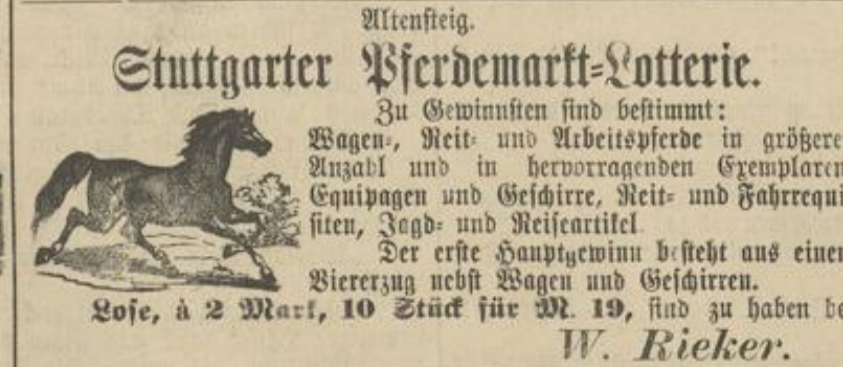 Altensteig.
Stuttgarter Pferdemarkt-Lotterie.
Zu Gewinnsten sind bestimmt:
Wagen-, Reit- und Arbeitspferde in größere
Anzahl und in hervorragenden Exemplaren
Equipagen und Geschirre, Reit- und Fahrrequi
siten, Jagd- und Reiseartikel
Der erste Hauptgewinn besteht aus einem
Viererzug nebst Wagen und Geschirren.
Lose, à 2 Mark, 10 Stück für M. 19, sind zu haben be
W. Rieker.